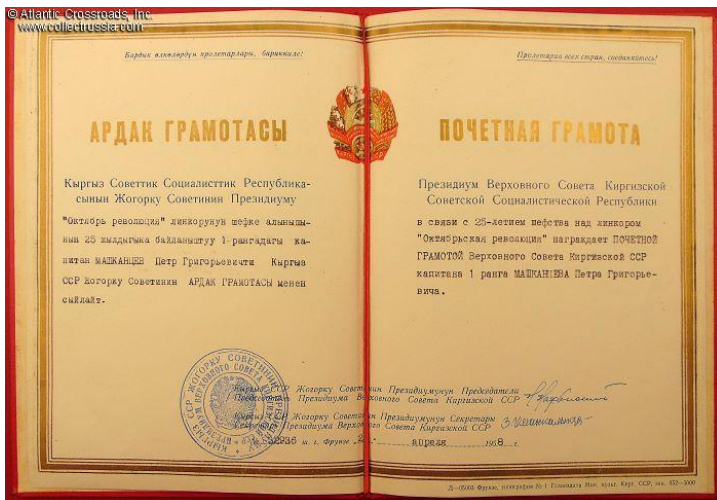 © Atlantic Crossroads, Inc.
www.collectrussia.com
Бардык өлкөлөрдүн пролетарлары, бириккиле!
АРДАК ГРАМОТАСЫ
Кыргыз Советтик Социалисттик Республика-
сынын Жогорку Советинин Президиуму
"Октябрь революция" линкорунун шефке алынышы-
нын 25 жылдыгына байланыштуу 1-рангадагы ка-
питан МАШКАНЦЕВ Петр Григорьевичти Кыргыз
ССР Жогорку Советинин АРДАК ГРАМОТАСЫ менен
сыйлайт.
Пролетарии всех стран, соединяйтесь!
ПОЧЕТНАЯ ГРАМОТА
Президиум Верховного Совета Киргизской
Советской Социалистической Республики
в связи с 25-летием шефства над линкором
"Октябрьская революция" награждает ПОЧЕТНОЙ
ГРАМОТОЙ Верховного Совета Киргизской ССР
капитана 1 ранга МАШКАНЦЕВА Петра Григорье-
вича.
Кыргыз ССР Жогорку Советинин Президиумунун Председатели
Председатель Президиума Верховного Совета Киргизской ССР
Кыргыз ССР Жогорку Советинин Президиумунун Секретары
Секретарь Президиума Верховного Совета Киргизской ССР
апреля 1958 г.